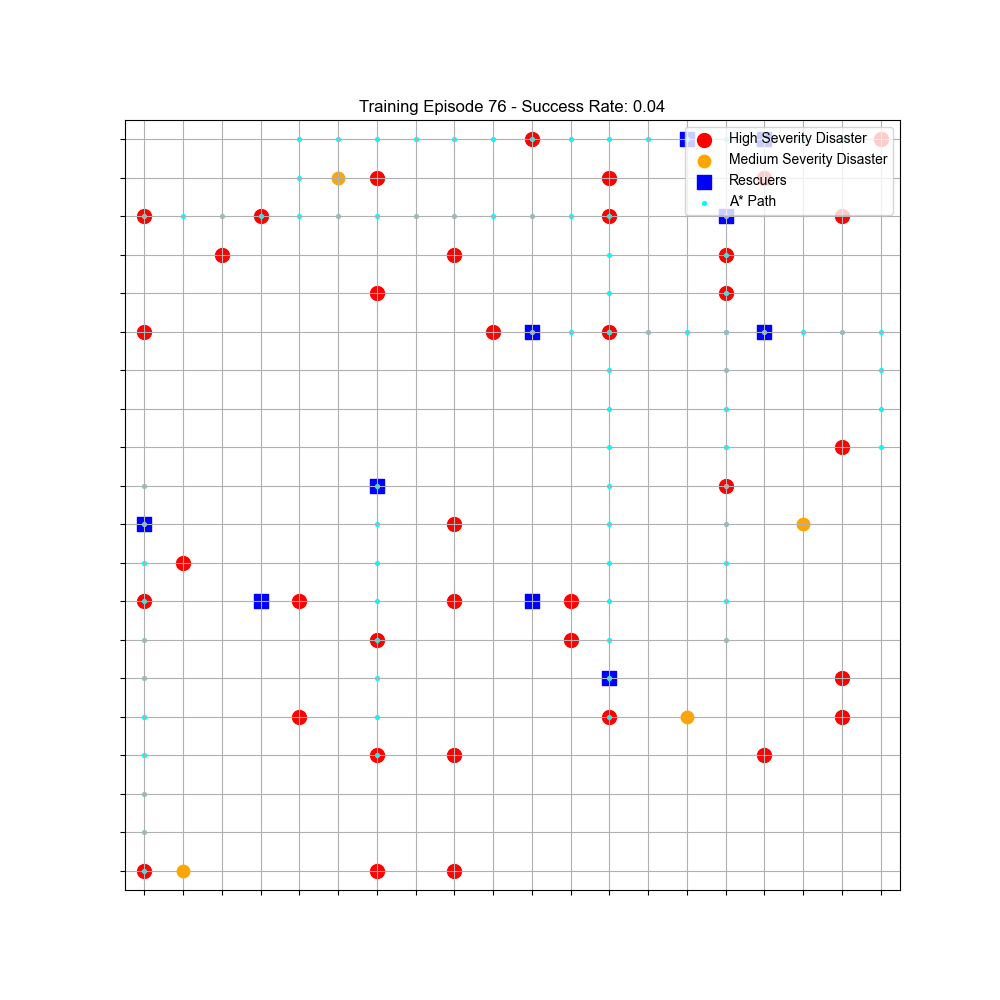 Training Episode 76 - Success Rate: 0.04
High Severity Disaster
Medium Severity Disaster
Rescuers
A* Path